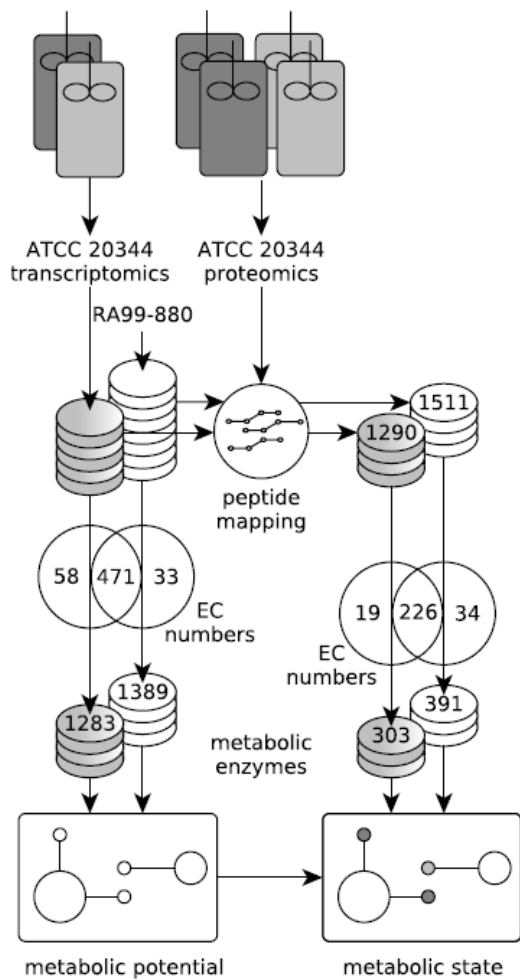 ATCC 20344
transcriptomics
ATCC 20344
proteomics
RA99-880
1511
1290
peptide
mapping
58 471 33
EC
numbers
19 226 34
EC
numbers
1389
1283
391
303
metabolic
enzymes
metabolic potential
metabolic state